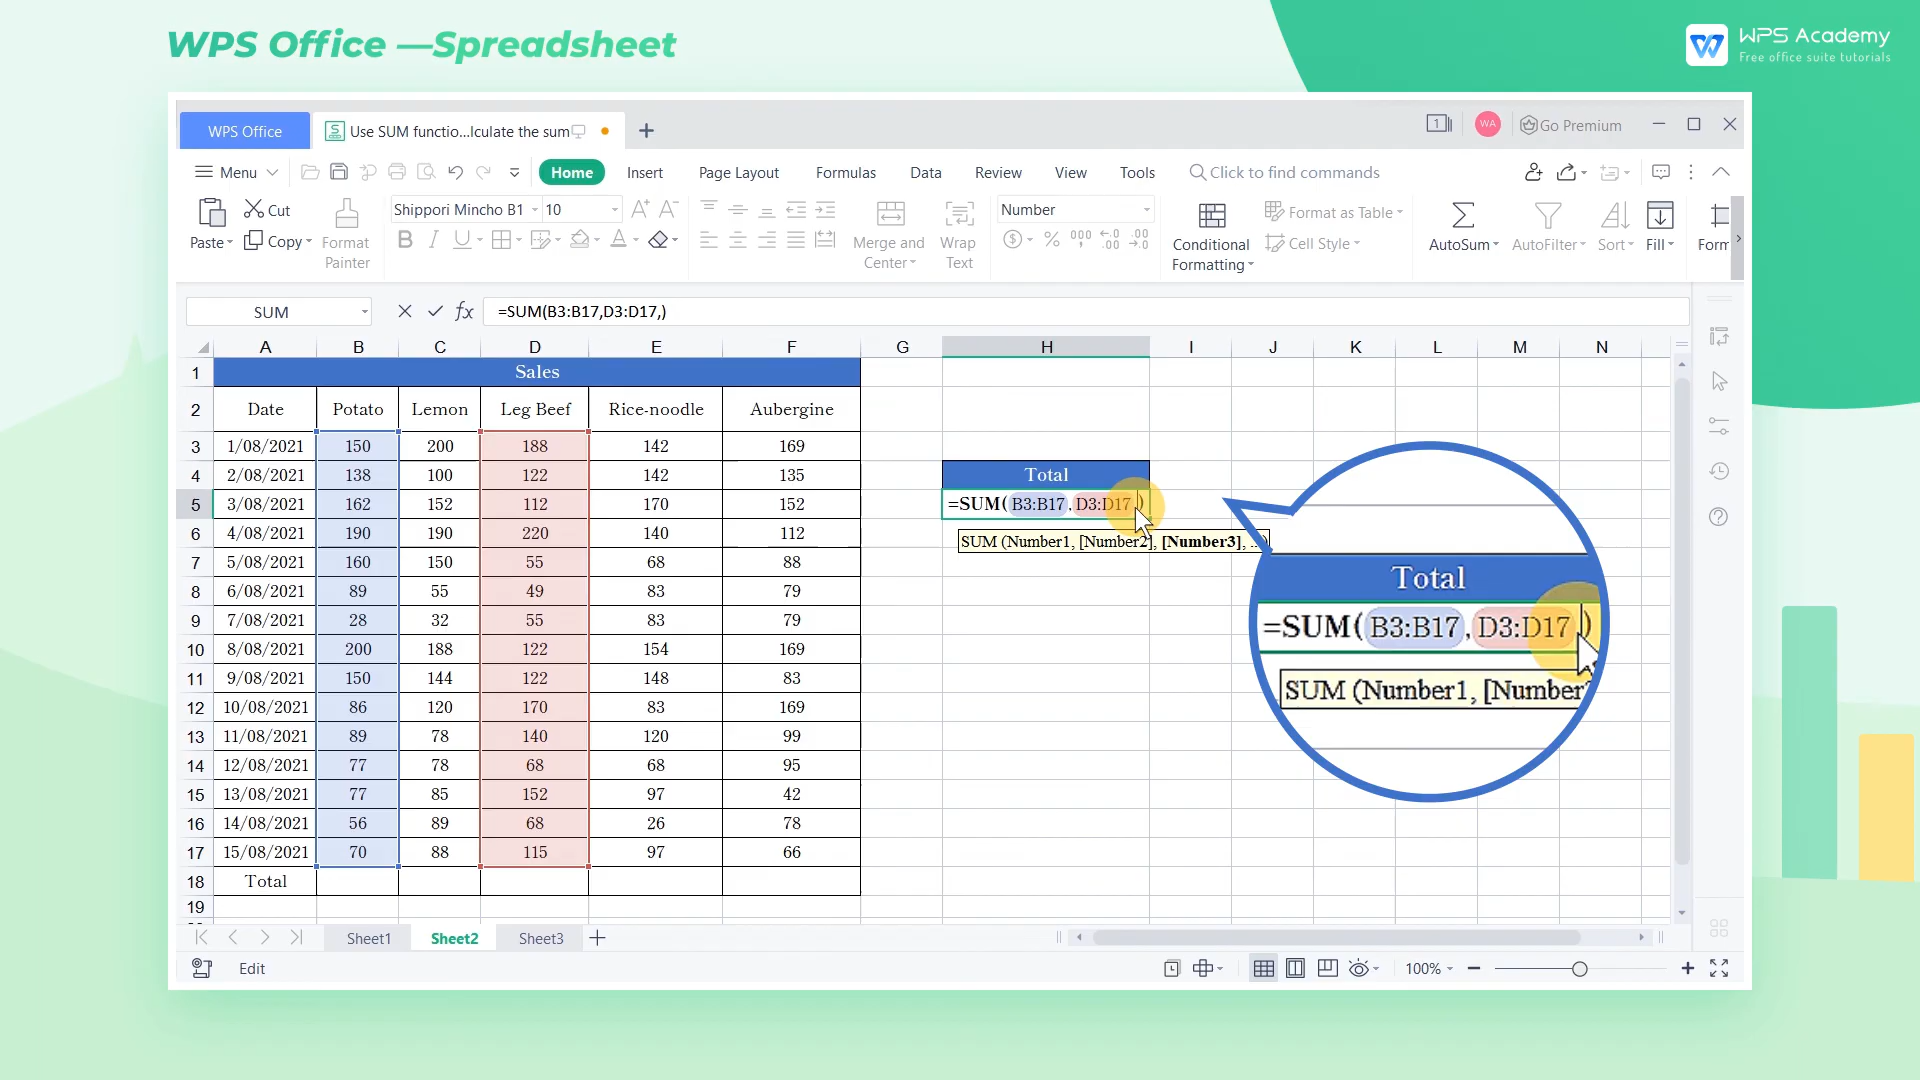 WPS Office —Spreadsheet
WPS Academy
Free office suite tutorials
WPS Office
Use SUM functio...lculate the sum
1
WA
Go Premium
Menu
Home
Insert
Page Layout
Formulas
Data
Review
View
Tools
Click to find commands
Paste
Cut
Copy
Format Painter
Shippori Mincho B1
10
Merge and Center
Wrap Text
Number
Conditional Formatting
Format as Table
Cell Style
AutoSum
AutoFilter
Sort
Fill
Form
SUM
fx
=SUM(B3:B17,D3:D17,)
A B C D E F G H I J K L M N
1 Sales
2 Date Potato Lemon Leg Beef Rice-noodle Aubergine
3 1/08/2021 150 200 188 142 169
4 2/08/2021 138 100 122 142 135 Total
5 3/08/2021 162 152 112 170 152 =SUM(B3:B17,D3:D17,)
SUM (Number1, [Number2], [Number3], ...)
6 4/08/2021 190 190 220 140 112
7 5/08/2021 160 150 55 68 88
8 6/08/2021 89 55 49 83 79
9 7/08/2021 28 32 55 83 79
10 8/08/2021 200 188 122 154 169
11 9/08/2021 150 144 122 148 83
12 10/08/2021 86 120 170 83 169
13 11/08/2021 89 78 140 120 99
14 12/08/2021 77 78 68 68 95
15 13/08/2021 77 85 152 97 42
16 14/08/2021 56 89 68 26 78
17 15/08/2021 70 88 115 97 66
18 Total
19
Total
=SUM(B3:B17,D3:D17,)
SUM (Number1, [Number
Sheet1
Sheet2
Sheet3
Edit
100%